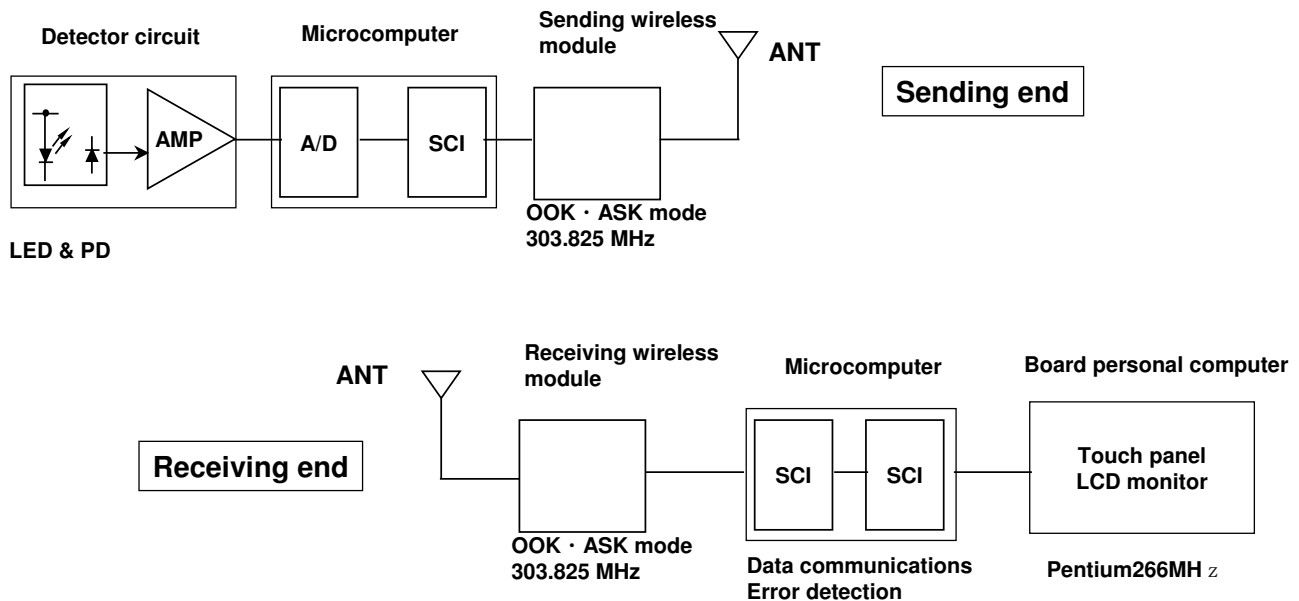 Detector circuit
Microcomputer
Sending wireless
module
ANT
Sending end
AMP
A/D
SCI
OOK・ASK mode
303.825 MHz
LED & PD
ANT
Receiving wireless
module
Microcomputer
Board personal computer
Receiving end
SCI
SCI
Touch panel
LCD monitor
OOK・ASK mode
303.825 MHz
Data communications
Error detection
Pentium266MH z